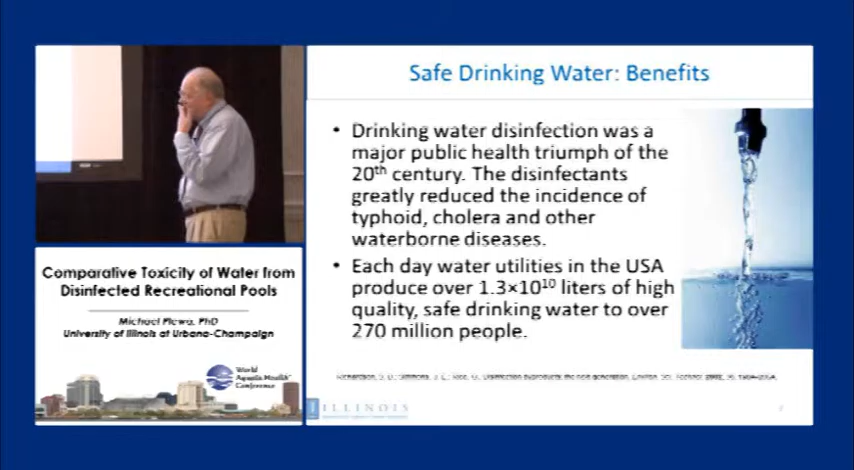 Safe Drinking Water: Benefits
• Drinking water disinfection was a
major public health triumph of the
20th century. The disinfectants
greatly reduced the incidence of
typhoid, cholera and other
waterborne diseases.
• Each day water utilities in the USA
produce over 1.3×10¹⁰ liters of high
quality, safe drinking water to over
270 million people.
ILLINOIS
Comparative Toxicity of Water from
Disinfected Recreational Pools
Michael Plewa, PhD
University of Illinois at Urbana-Champaign
World
Aquatic Health
Conference